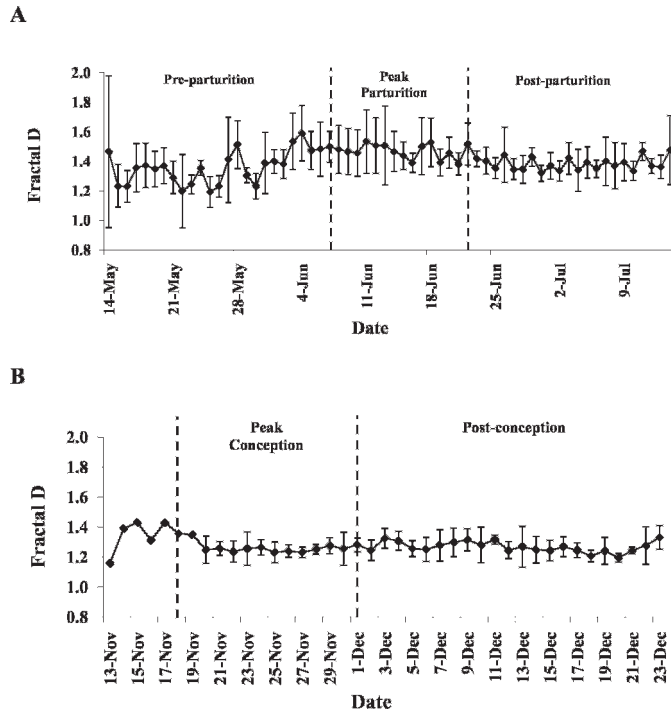 A
Pre-parturition
Peak
Parturition
Post-parturition
Fractal D
2.0
1.8
1.6
1.4
1.2
1.0
0.8
14-May
21-May
28-May
4-Jun
11-Jun
18-Jun
25-Jun
2-Jul
9-Jul
Date
B
Peak
Conception
Post-conception
Fractal D
2.0
1.8
1.6
1.4
1.2
1.0
0.8
13-Nov
15-Nov
17-Nov
19-Nov
21-Nov
23-Nov
25-Nov
27-Nov
29-Nov
1-Dec
3-Dec
5-Dec
7-Dec
9-Dec
11-Dec
13-Dec
15-Dec
17-Dec
19-Dec
21-Dec
23-Dec
Date